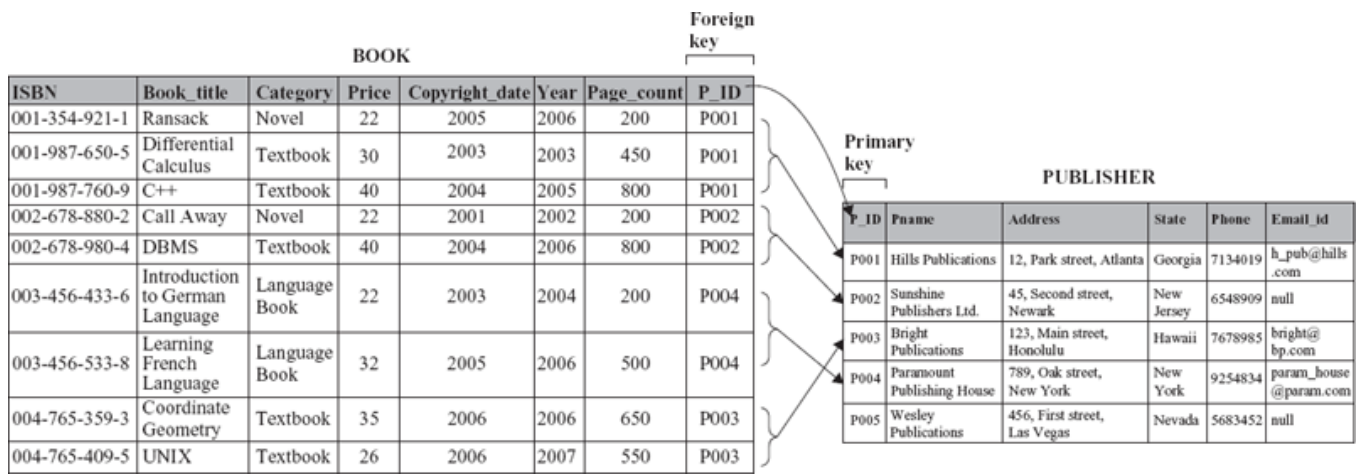 Foreign
key
BOOK
ISBN Book_title Category Price Copyright_date Year Page_count P_ID
001-354-921-1 Ransack Novel 22 2005 2006 200 P001
001-987-650-5 Differential Calculus Textbook 30 2003 2003 450 P001
001-987-760-9 C++ Textbook 40 2004 2005 800 P001
002-678-880-2 Call Away Novel 22 2001 2002 200 P002
002-678-980-4 DBMS Textbook 40 2004 2006 800 P002
003-456-433-6 Introduction to German Language Language Book 22 2003 2004 200 P004
003-456-533-8 Learning French Language Language Book 32 2005 2006 500 P004
004-765-359-3 Coordinate Geometry Textbook 35 2006 2006 650 P003
004-765-409-5 UNIX Textbook 26 2006 2007 550 P003
Primary
key
PUBLISHER
P_ID Pname Address State Phone Email_id
P001 Hills Publications 12, Park street, Atlanta Georgia 7134019 h_pub@hills.com
P002 Sunshine Publishers Ltd. 45, Second street, Newark New Jersey 6548909 null
P003 Bright Publications 123, Main street, Honolulu Hawaii 7678985 bright@bp.com
P004 Paramount Publishing House 789, Oak street, New York New York 9254834 param_house@param.com
P005 Wesley Publications 456, First street, Las Vegas Nevada 5683452 null